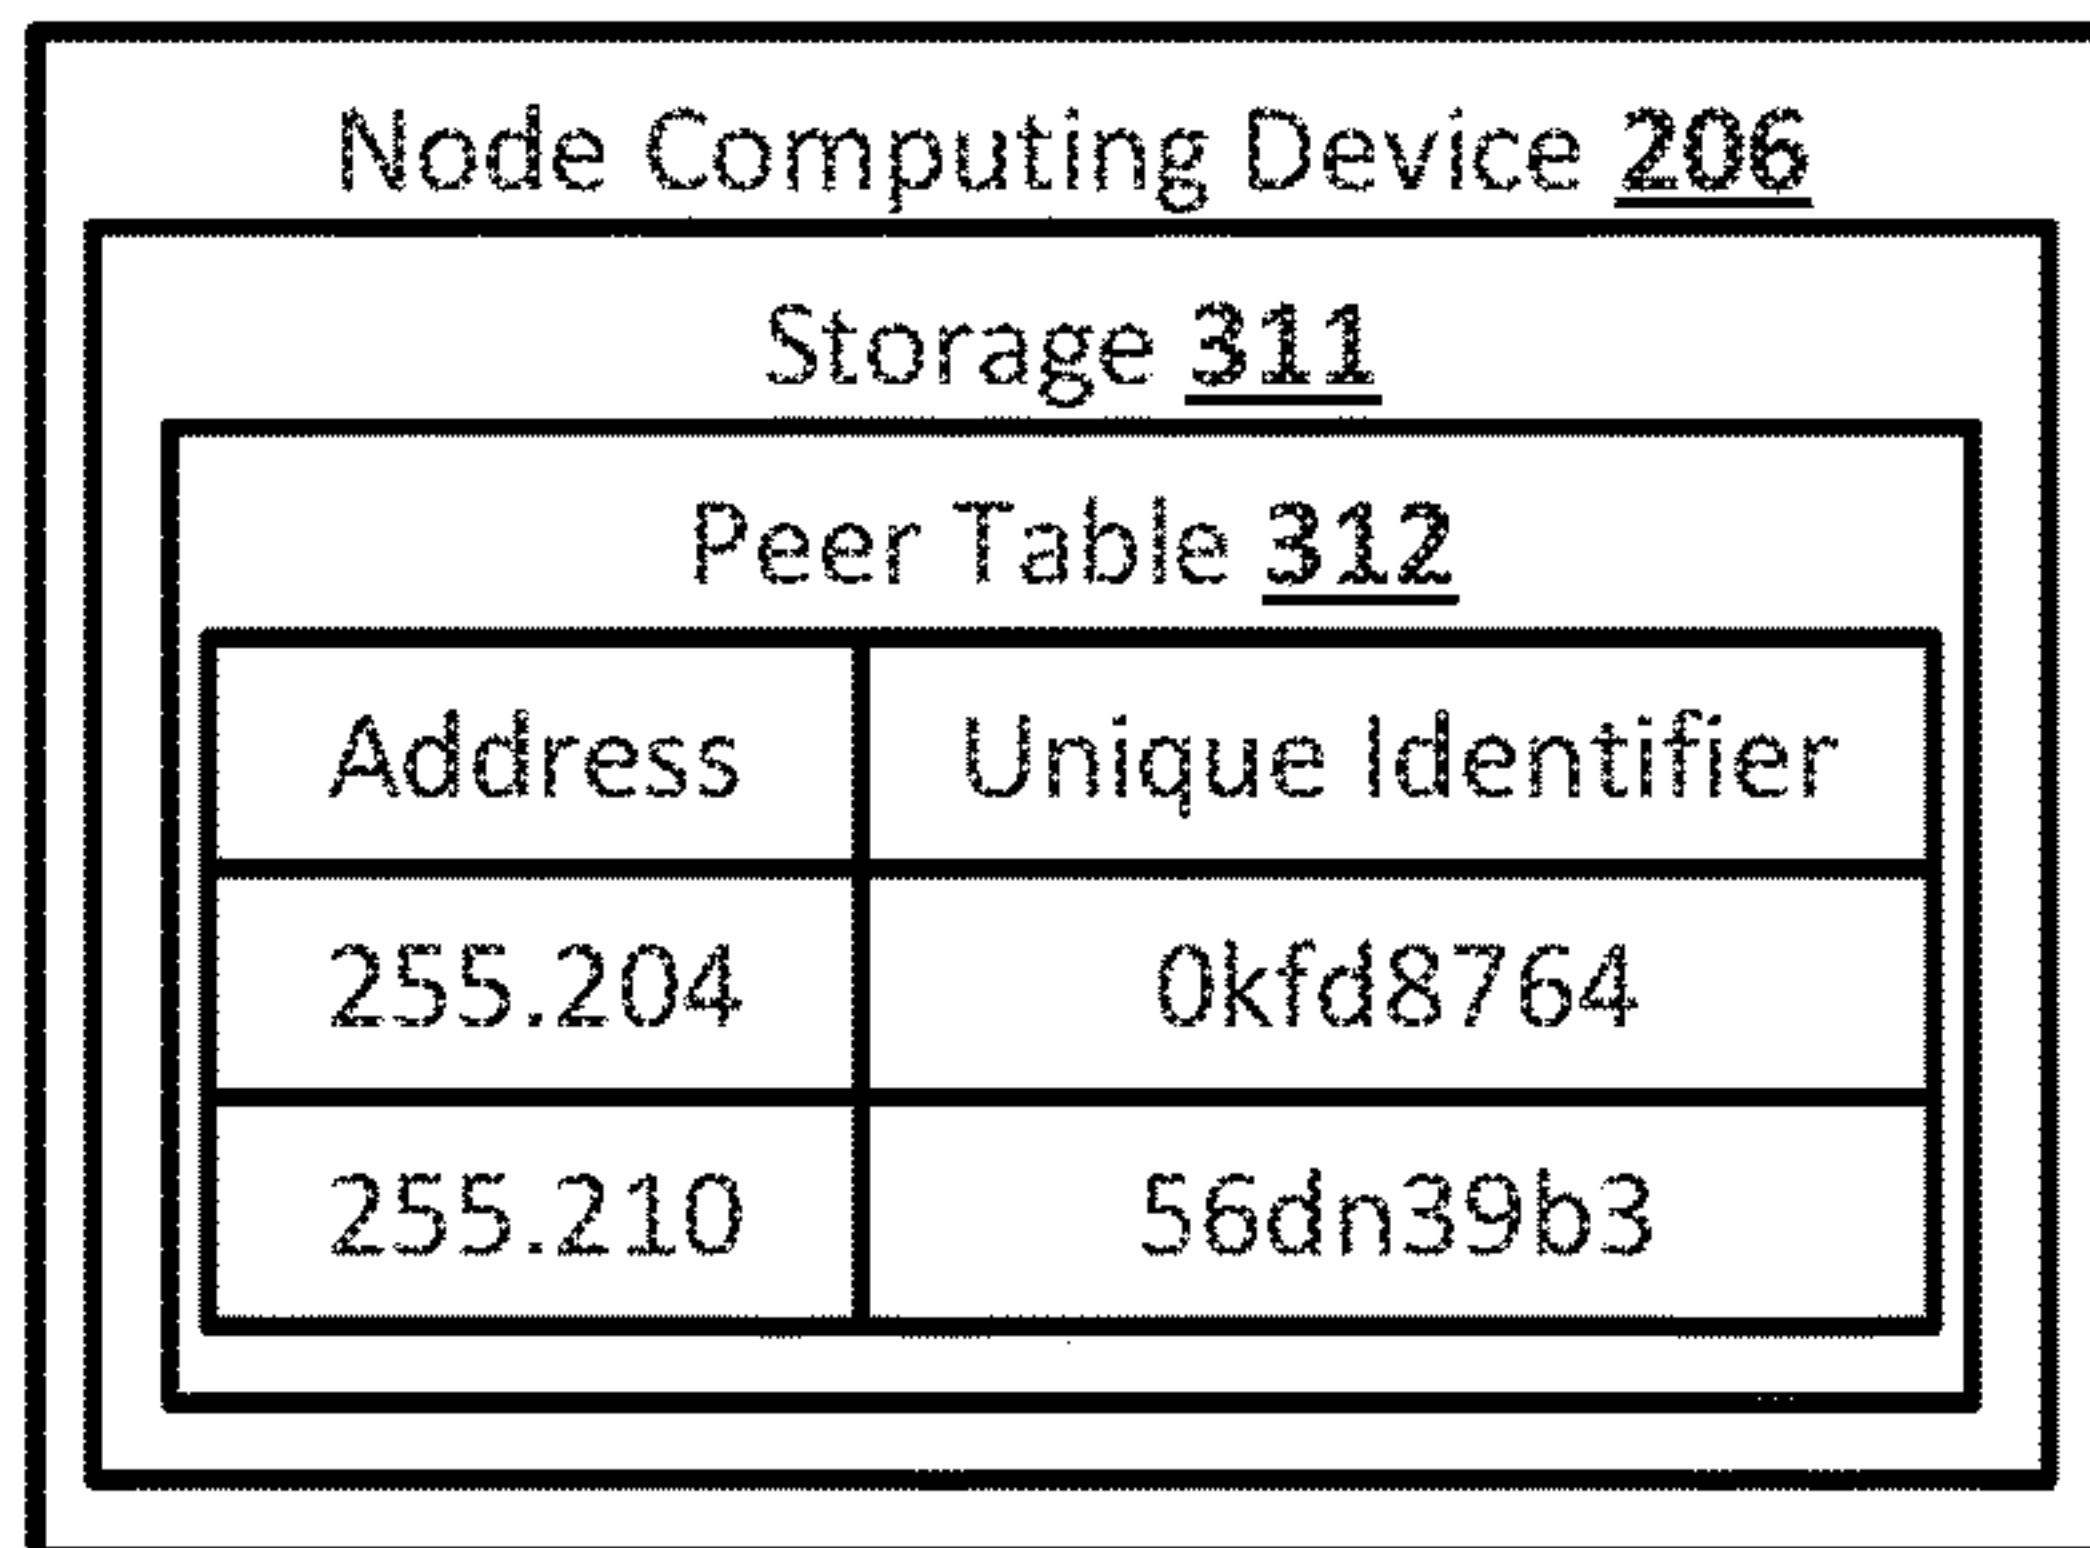 Node Computing Device 206
Storage 311
Peer Table 312
Address Unique Identifier
255.204 0kfd8764
255.210 56dn39b3